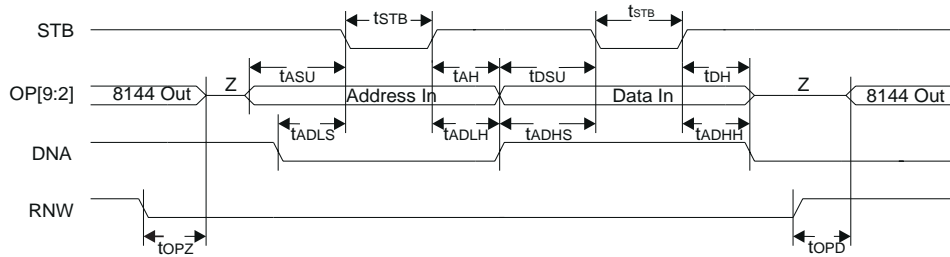 STB tSTB tSTB
tASU tAH tDSU tDH
OP[9:2] 8144 Out Z Address In Data In Z 8144 Out
tADLS tADLH tADHS tADHH
DNA
RNW
tOPZ tOPD